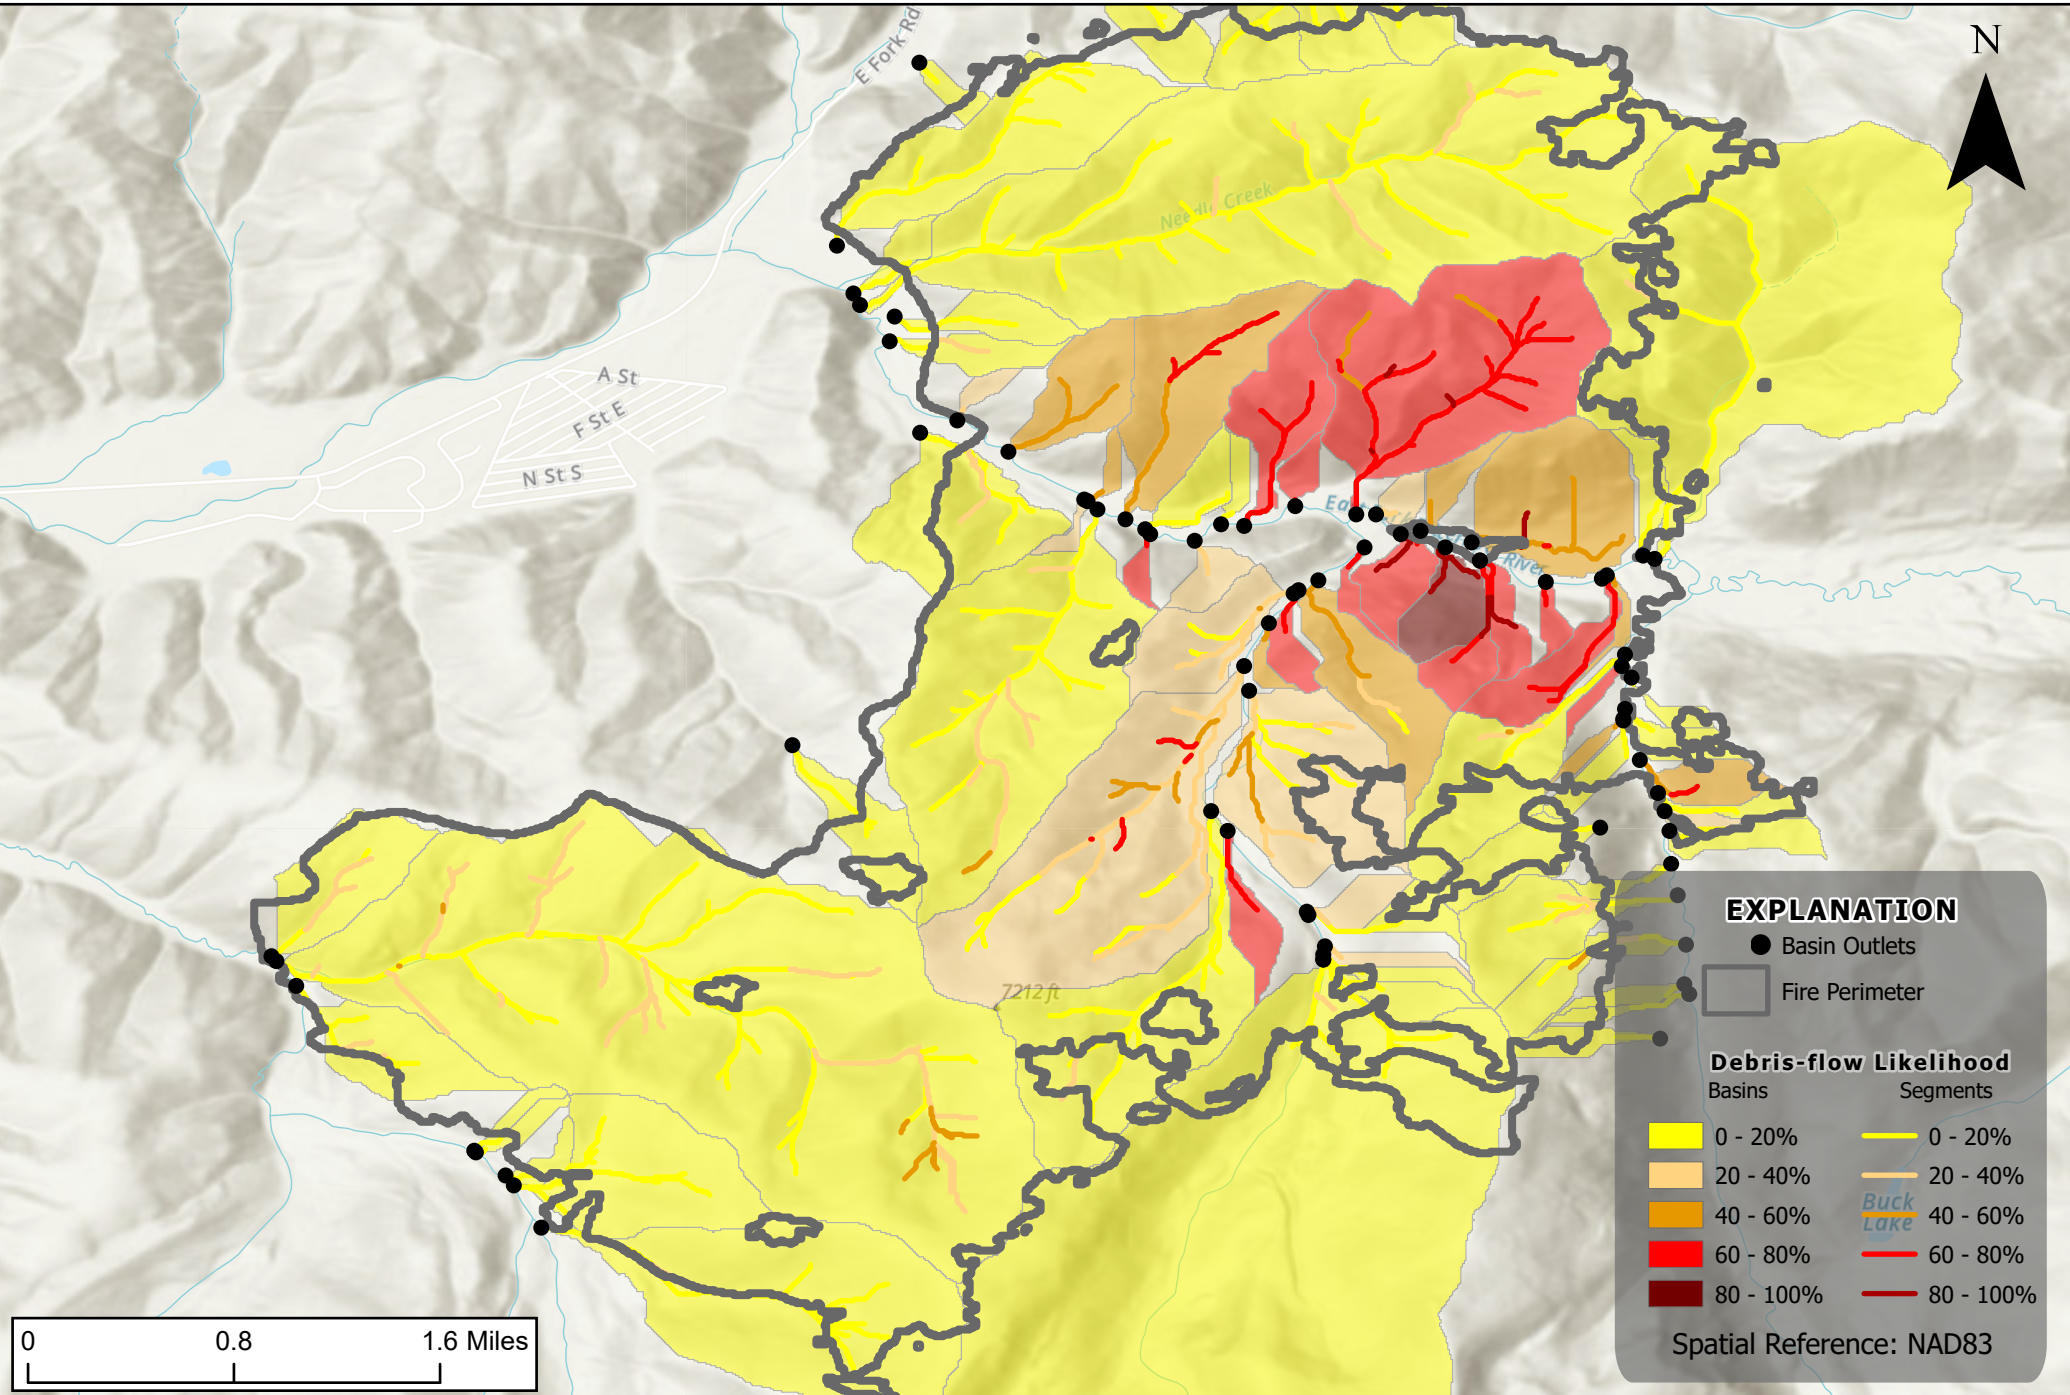 N
E Fork Rd
Needle Creek
A St
F St E
N St S
River
7212 ft
EXPLANATION
Basin Outlets
Fire Perimeter
Debris-flow Likelihood
Basins Segments
0 - 20% 0 - 20%
20 - 40% 20 - 40%
Buck
Lake
40 - 60% 40 - 60%
60 - 80% 60 - 80%
80 - 100% 80 - 100%
Spatial Reference: NAD83
0 0.8 1.6 Miles